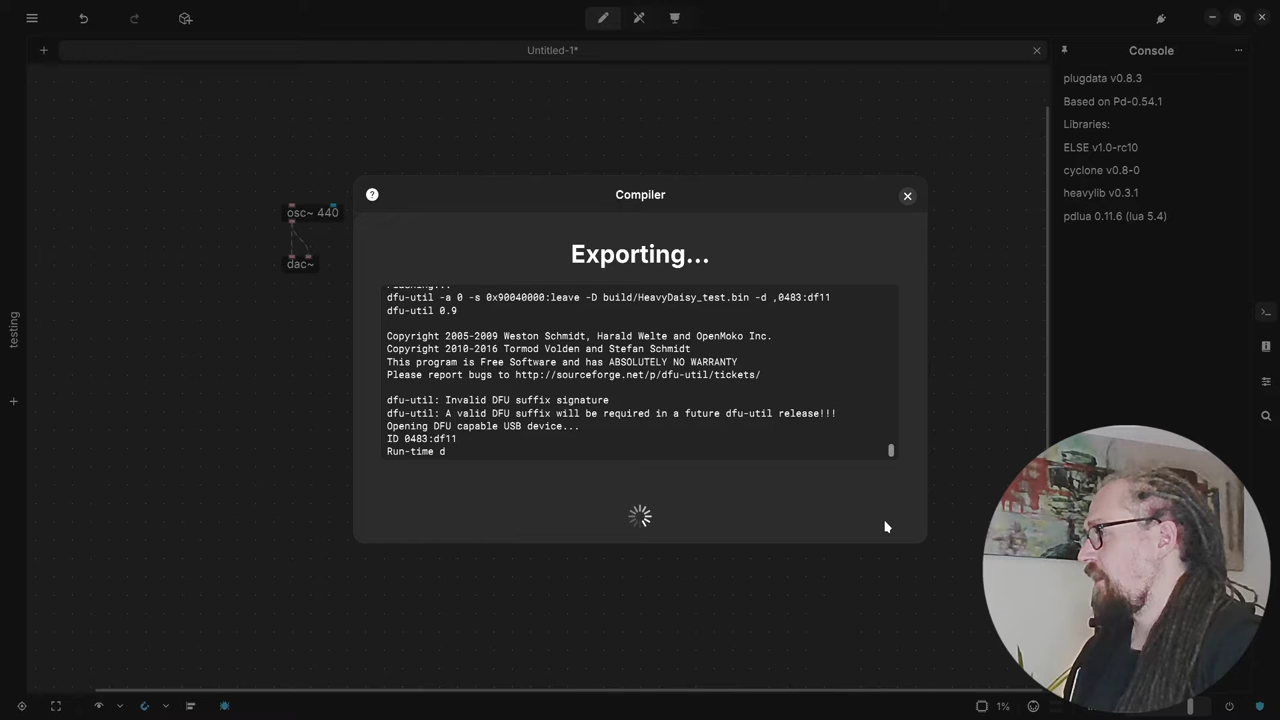 Untitled-1*
Console
plugdata v0.8.3
Based on Pd-0.54.1
Libraries:
ELSE v1.0-rc10
cyclone v0.8-0
heavylib v0.3.1
pdlua 0.11.6 (lua 5.4)
testing
osc~ 440
dac~
?
Compiler
Exporting...
dfu-util -a 0 -s 0x90040000:leave -D build/HeavyDaisy_test.bin -d ,0483:df11
dfu-util 0.9
Copyright 2005-2009 Weston Schmidt, Harald Welte and OpenMoko Inc.
Copyright 2010-2016 Tormod Volden and Stefan Schmidt
This program is Free Software and has ABSOLUTELY NO WARRANTY
Please report bugs to http://sourceforge.net/p/dfu-util/tickets/
dfu-util: Invalid DFU suffix signature
dfu-util: A valid DFU suffix will be required in a future dfu-util release!!!
Opening DFU capable USB device...
ID 0483:df11
Run-time d
1%